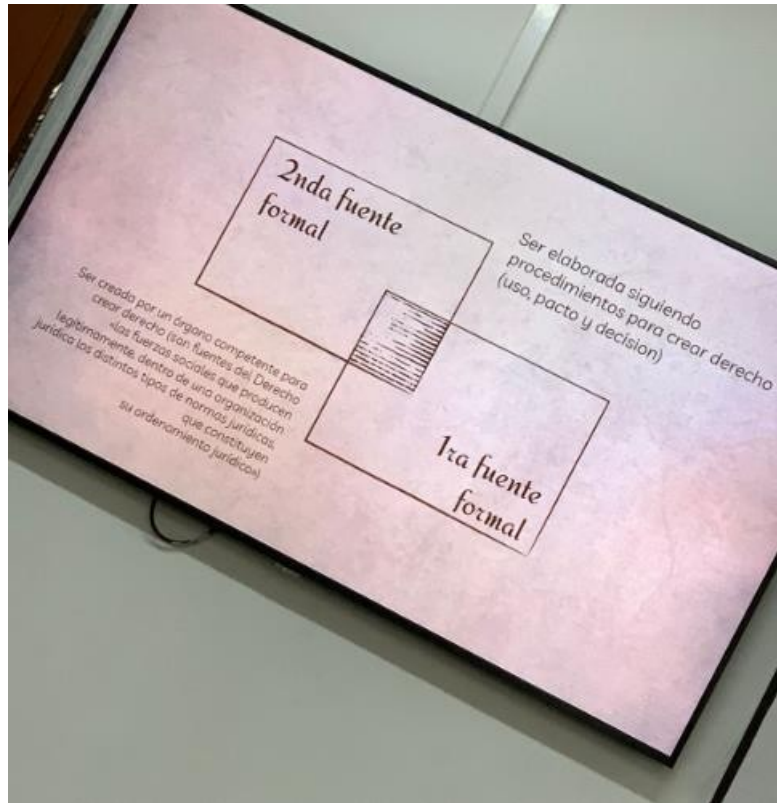 2nda fuente
formal
Ser elaborada siguiendo
procedimientos para crear derecho
(uso, pacto y decision)
Ser creada por un órgano competente para
crear derecho (son fuentes del Derecho
«las fuerzas sociales que producen
legítimamente, dentro de una organización
jurídica los distintos tipos de normas jurídicas,
que constituyen
su ordenamiento jurídico»)
1ra fuente
formal